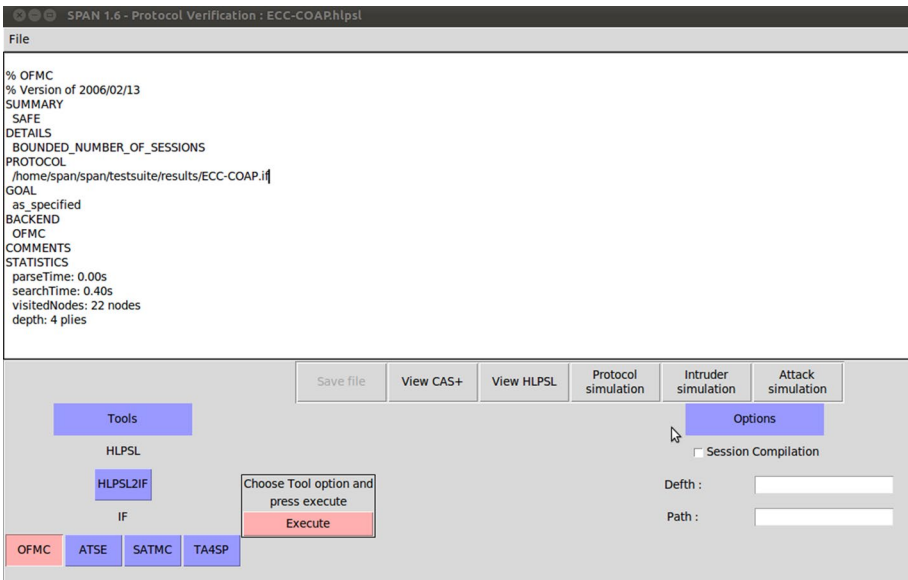 SPAN 1.6 - Protocol Verification : ECC-COAP.hlpsl
File
% OFMC
% Version of 2006/02/13
SUMMARY
SAFE
DETAILS
BOUNDED_NUMBER_OF_SESSIONS
PROTOCOL
/home/span/span/testsuite/results/ECC-COAP.if
GOAL
as_specified
BACKEND
OFMC
COMMENTS
STATISTICS
parseTime: 0.00s
searchTime: 0.40s
visitedNodes: 22 nodes
depth: 4 plies
Save file
View CAS+
View HLPSL
Protocol
simulation
Intruder
simulation
Attack
simulation
Tools
Options
HLPSL
Session Compilation
HLPSL2IF
Choose Tool option and
press execute
Execute
Defth :
IF
Path :
OFMC
ATSE
SATMC
TA4SP